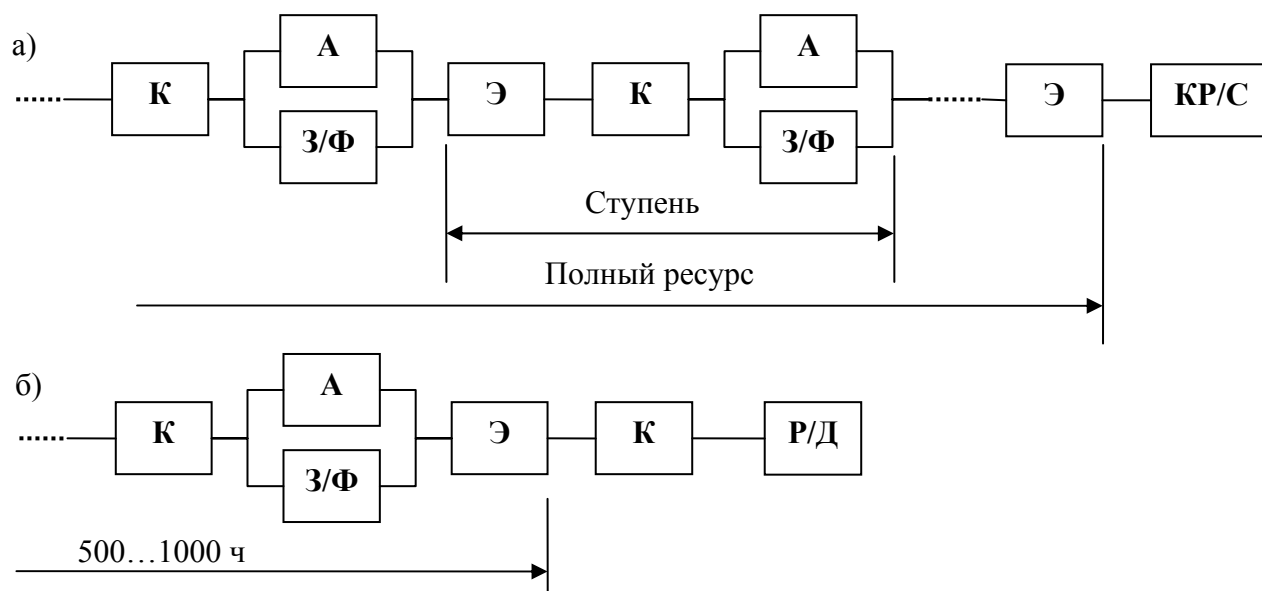 а)
А
А
К
Э
К
Э
КР/С
З/Ф
З/Ф
Ступень
Полный ресурс
б)
А
К
Э
К
Р/Д
З/Ф
500…1000 ч